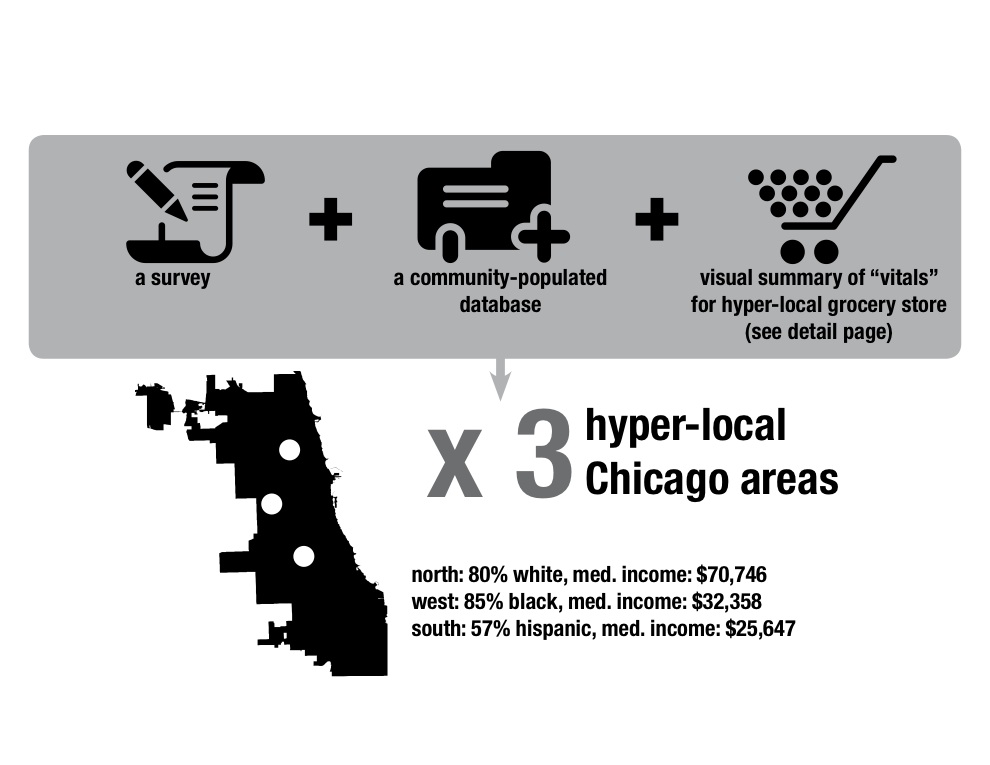 a survey
a community-populated
database
visual summary of “vitals”
for hyper-local grocery store
(see detail page)
x 3 hyper-local
Chicago areas
north: 80% white, med. income: $70,746
west: 85% black, med. income: $32,358
south: 57% hispanic, med. income: $25,647